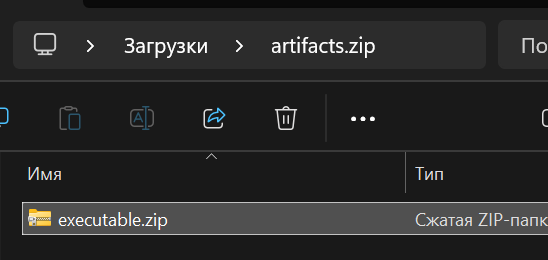 Загрузки artifacts.zip По
Имя Тип
executable.zip Сжатая ZIP-папк